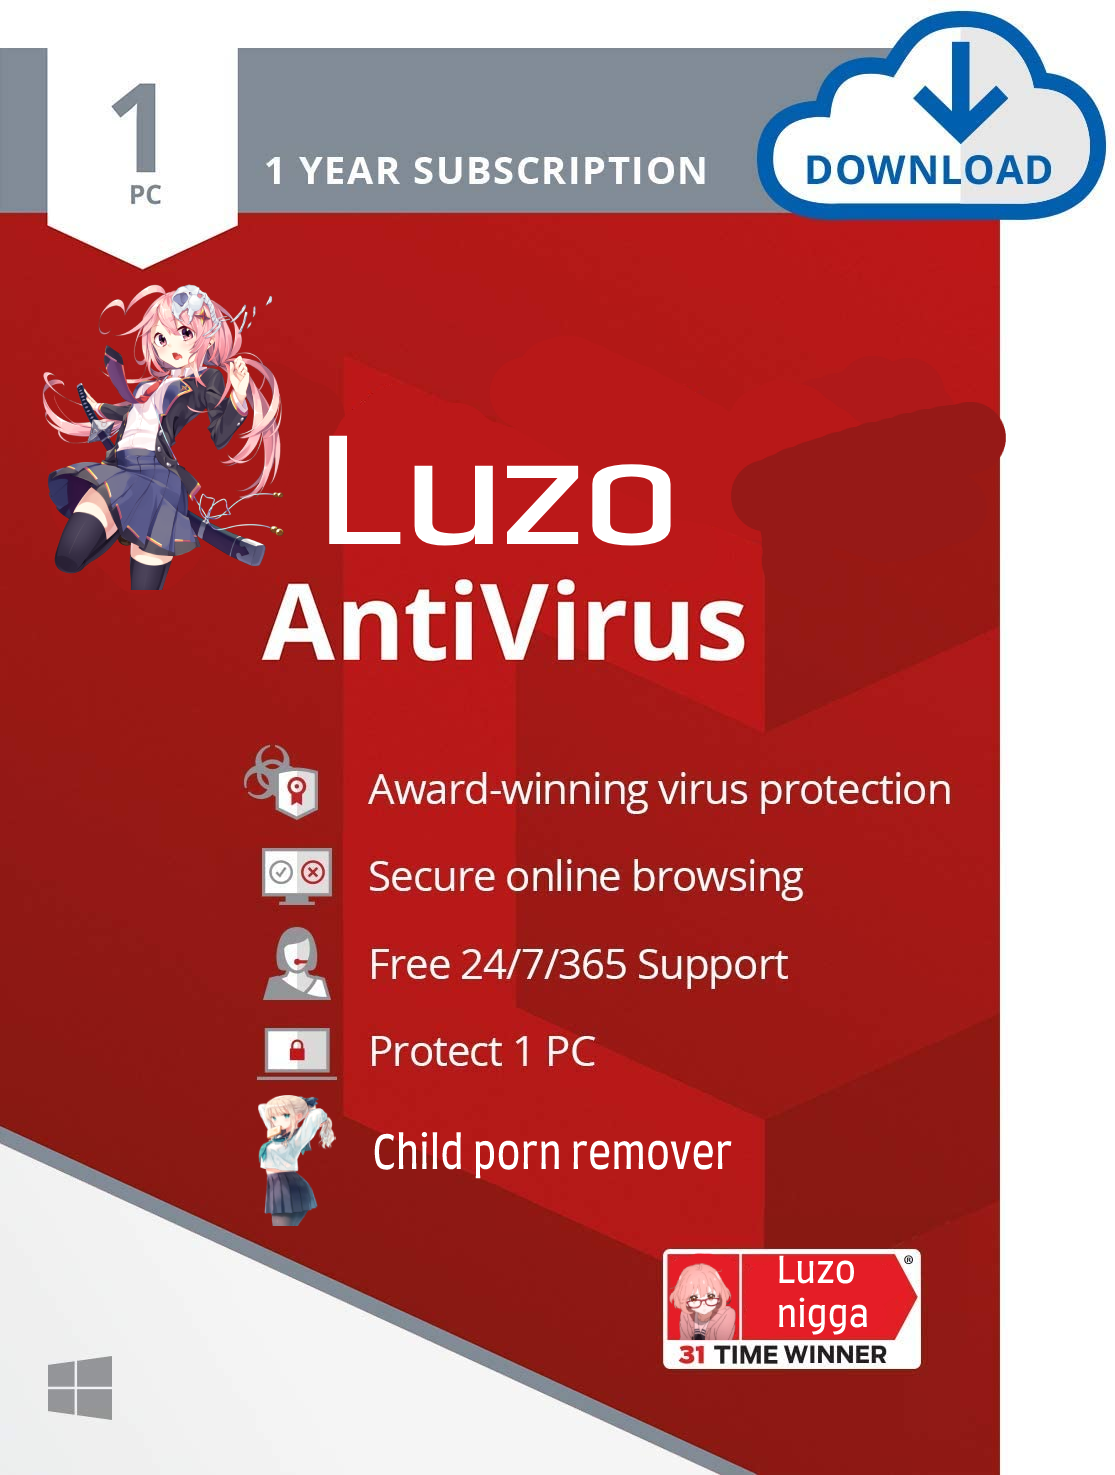 1
PC
1 YEAR SUBSCRIPTION
DOWNLOAD
Luzo
AntiVirus
Award-winning virus protection
Secure online browsing
Free 24/7/365 Support
Protect 1 PC
Child porn remover
Luzo
nigga
®
31 TIME WINNER